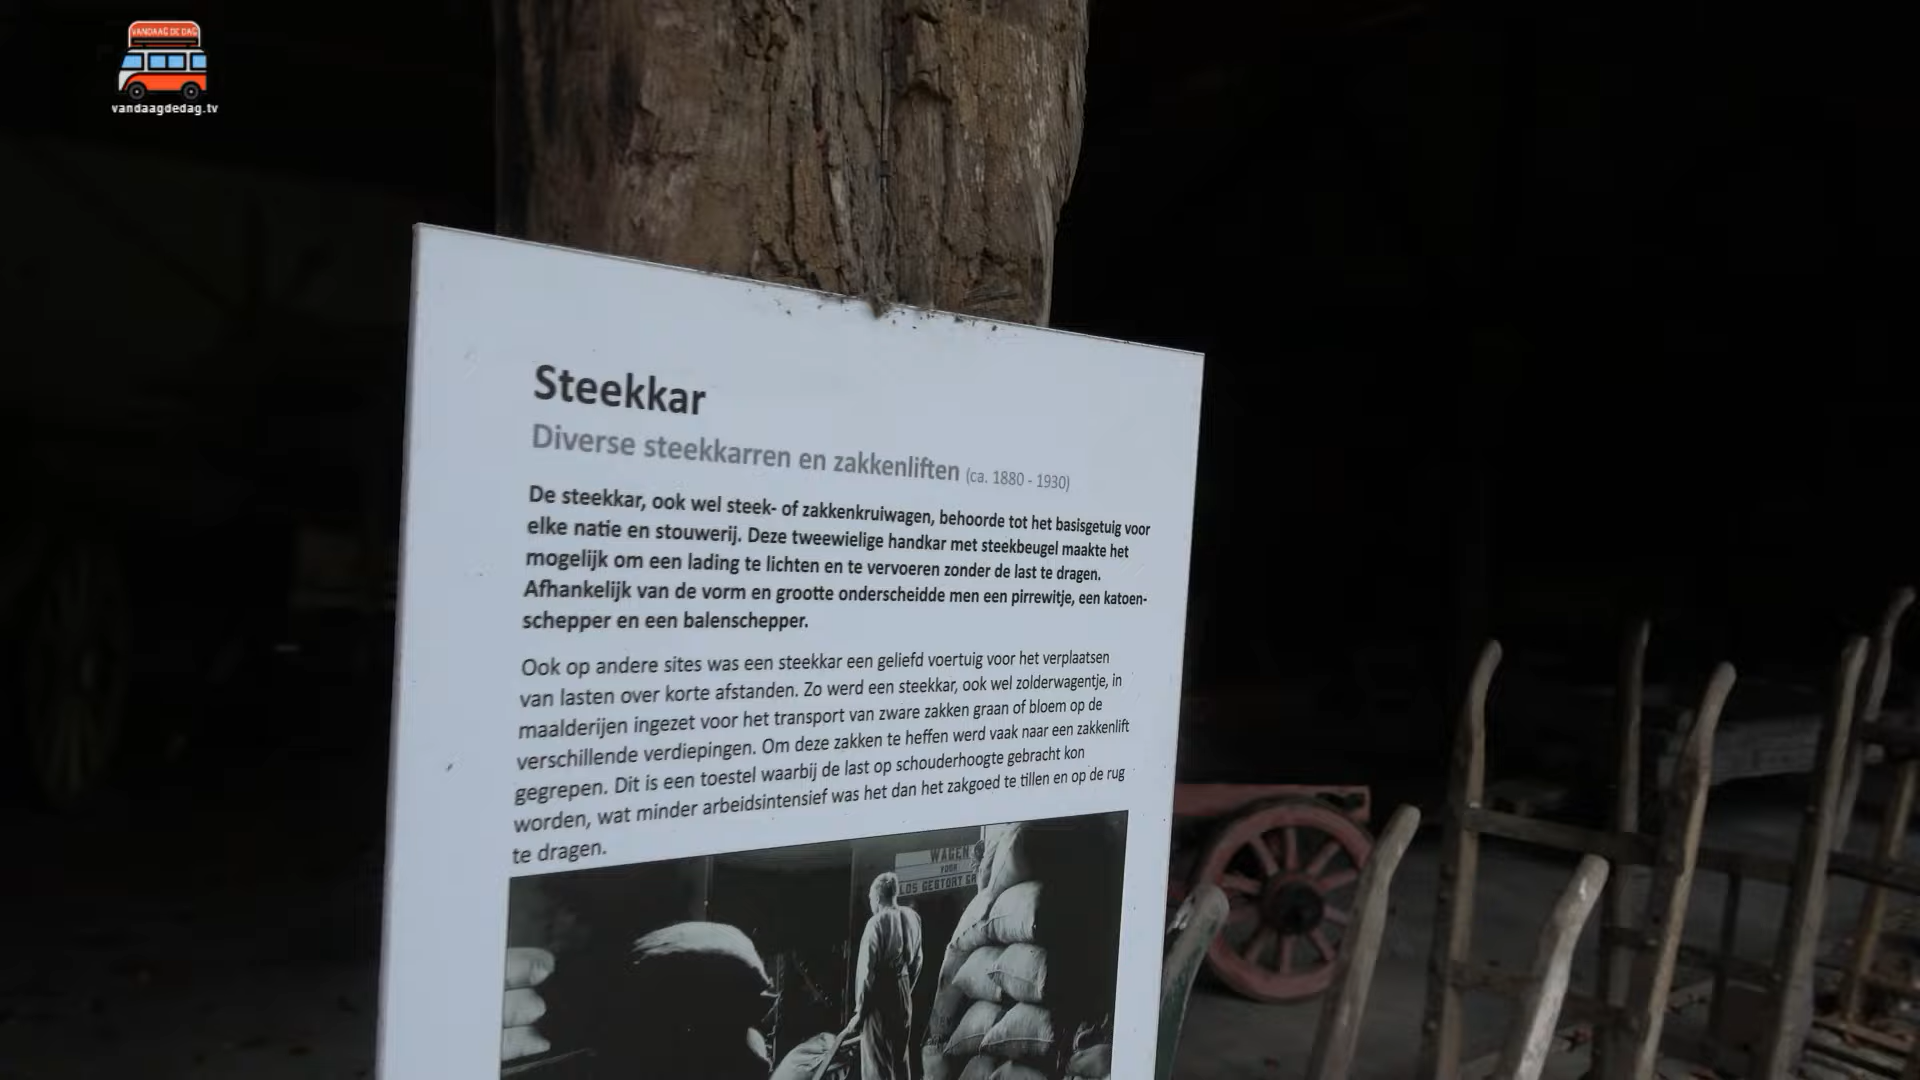 VANDAAG DE DAG
vandaagdedag.tv
Steekkar
Diverse steekkarren en zakkenliften (ca. 1880 - 1930)
De steekkar, ook wel steek- of zakkenkruiwagen, behoorde tot het basisgetuig voor
elke natie en stouwerij. Deze tweewielige handkar met steekbeugel maakte het
mogelijk om een lading te lichten en te vervoeren zonder de last te dragen.
Afhankelijk van de vorm en grootte onderscheidde men een pirrewitje, een katoen-
schepper en een balenschepper.
Ook op andere sites was een steekkar een geliefd voertuig voor het verplaatsen
van lasten over korte afstanden. Zo werd een steekkar, ook wel zolderwagentje, in
maalderijen ingezet voor het transport van zware zakken graan of bloem op de
verschillende verdiepingen. Om deze zakken te heffen werd vaak naar een zakkenlift
gegrepen. Dit is een toestel waarbij de last op schouderhoogte gebracht kon
worden, wat minder arbeidsintensief was het dan het zakgoed te tillen en op de rug
te dragen.
WAGEN
VOOR
LOS GESTORT